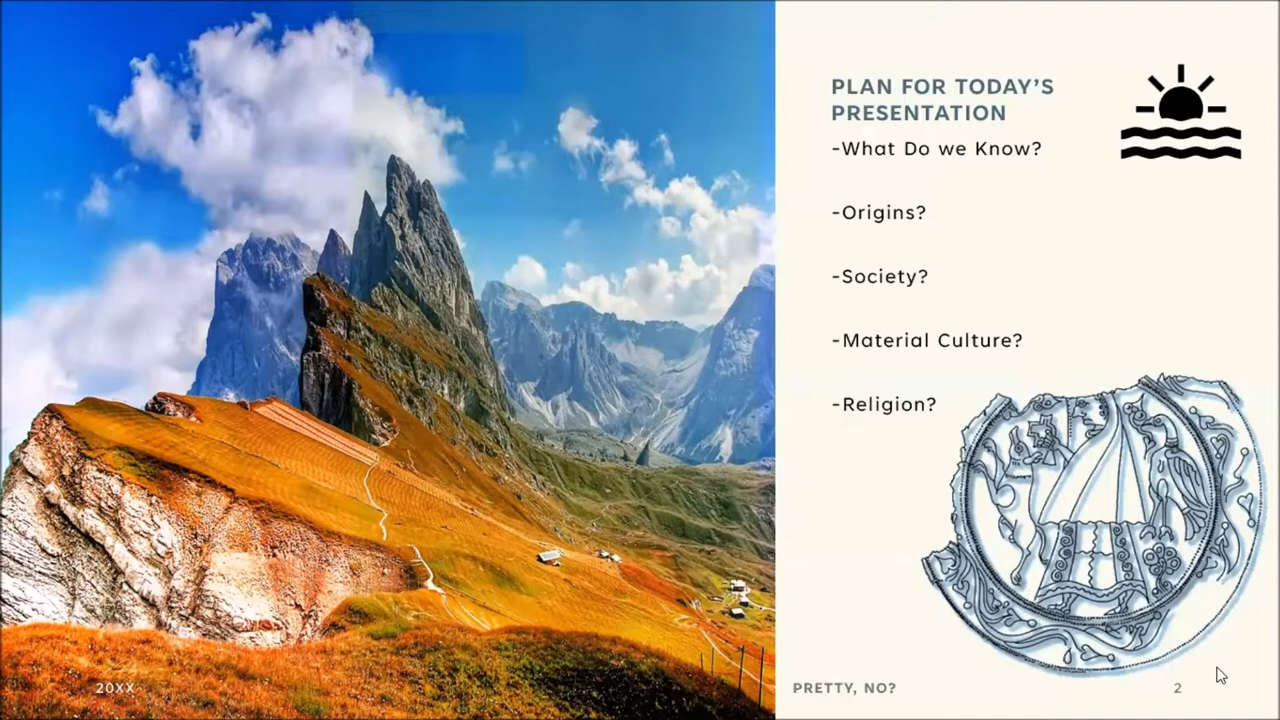 PLAN FOR TODAY'S
PRESENTATION
-What Do we Know?
-Origins?
-Society?
-Material Culture?
-Religion?
20XX
PRETTY, NO?
2